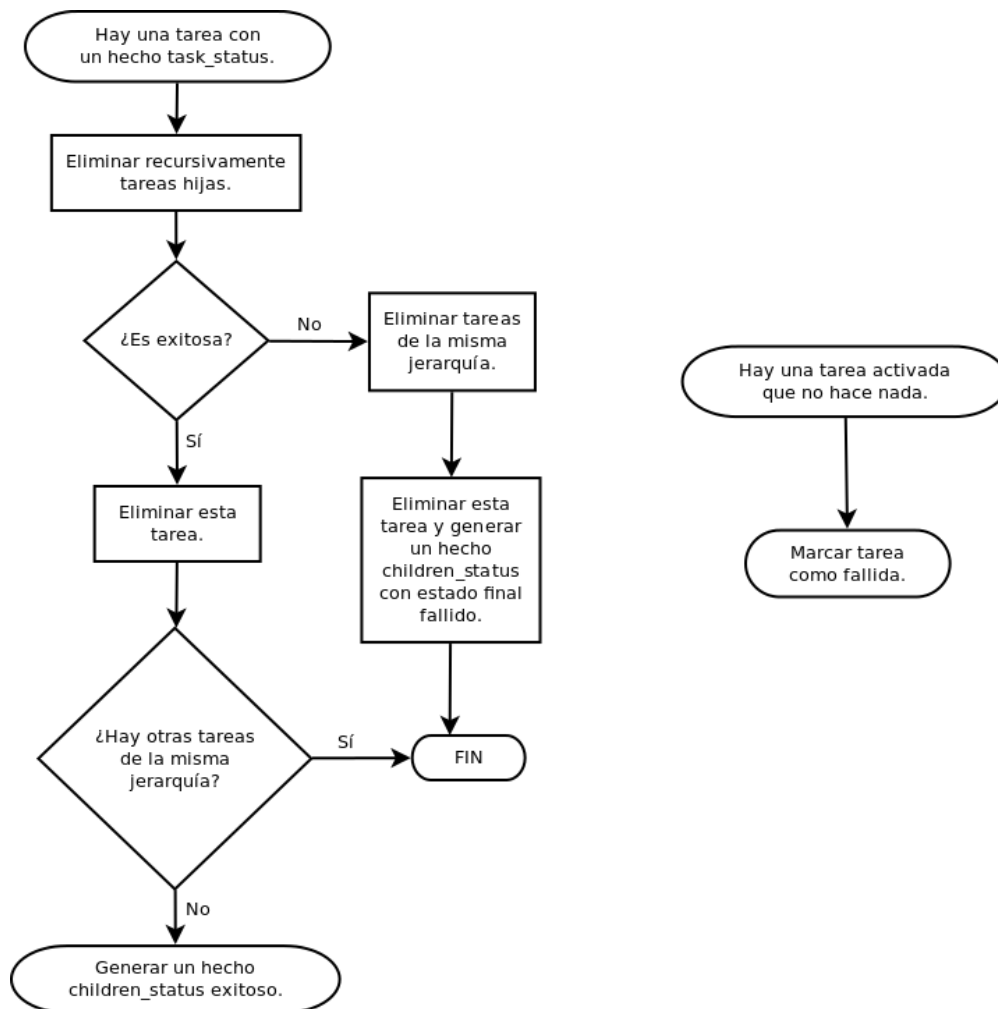 Hay una tarea con
un hecho task_status.
Eliminar recursivamente
tareas hijas.
¿Es exitosa?
No
Eliminar tareas
de la misma
jerarquía.
Sí
Eliminar esta
tarea.
Eliminar esta
tarea y generar
un hecho
children_status
con estado final
fallido.
¿Hay otras tareas
de la misma
jerarquía?
Sí
FIN
No
Generar un hecho
children_status exitoso.
Hay una tarea activada
que no hace nada.
Marcar tarea
como fallida.